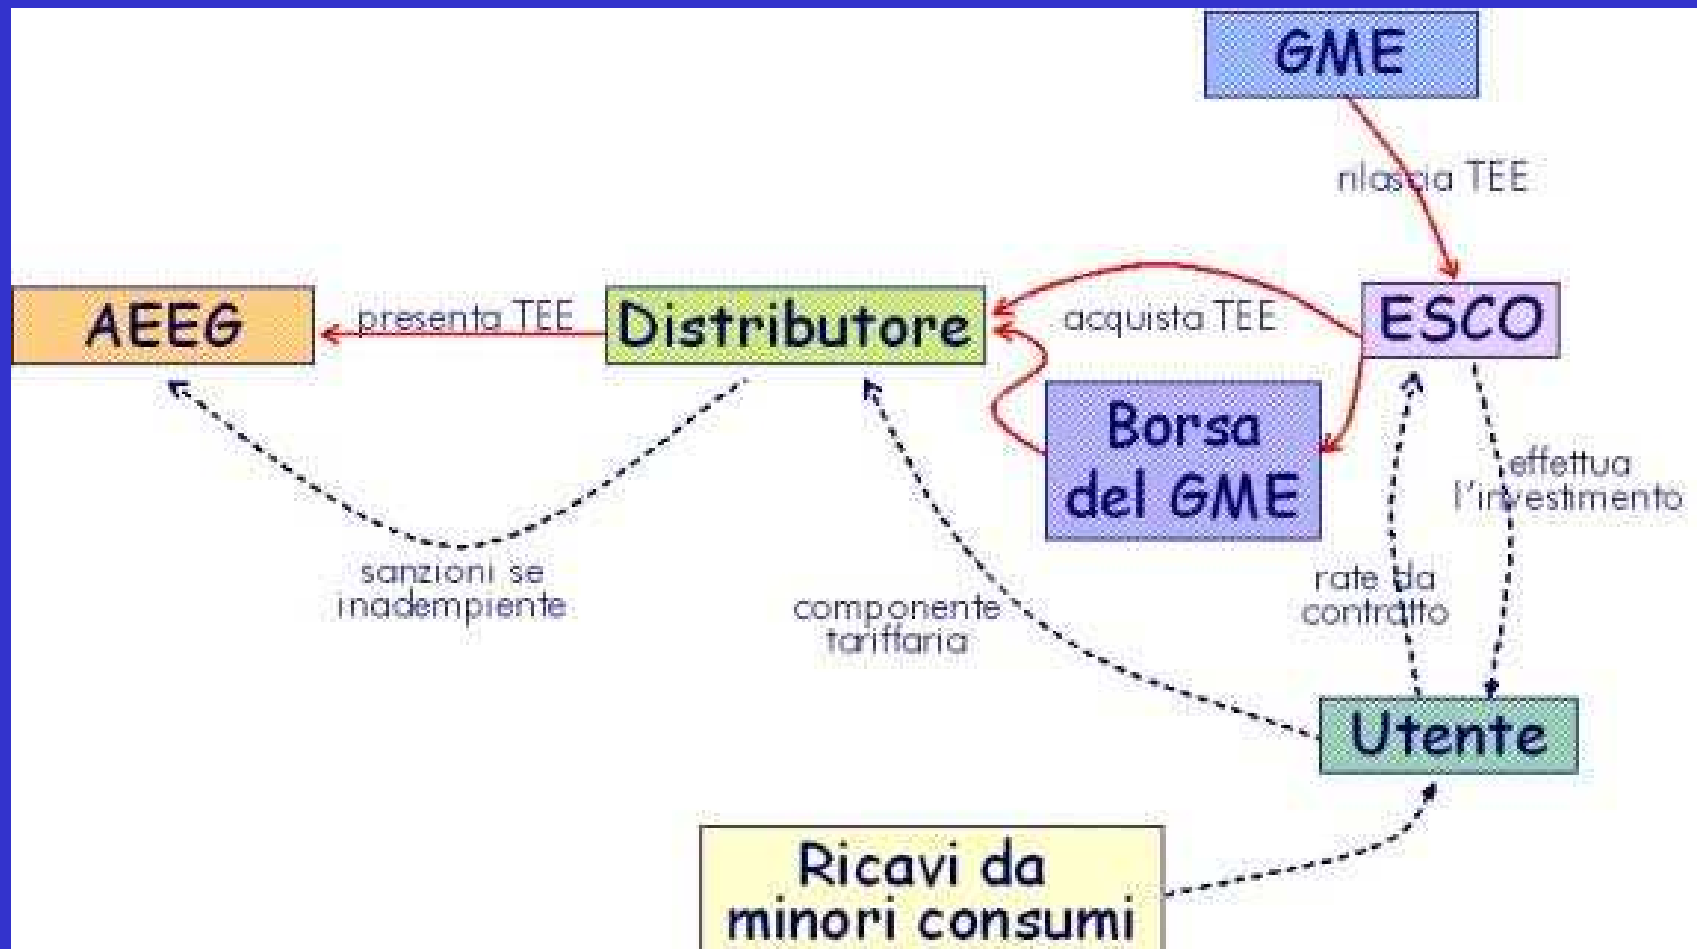 GME
rilascia TEE
AEEG
presenta TEE
Distributore
acquista TEE
ESCO
Borsa
del GME
effettua
l'investimento
sanzioni se
inadempiente
componente
tariffaria
rate da
contratto
Utente
Ricavi da
minori consumi